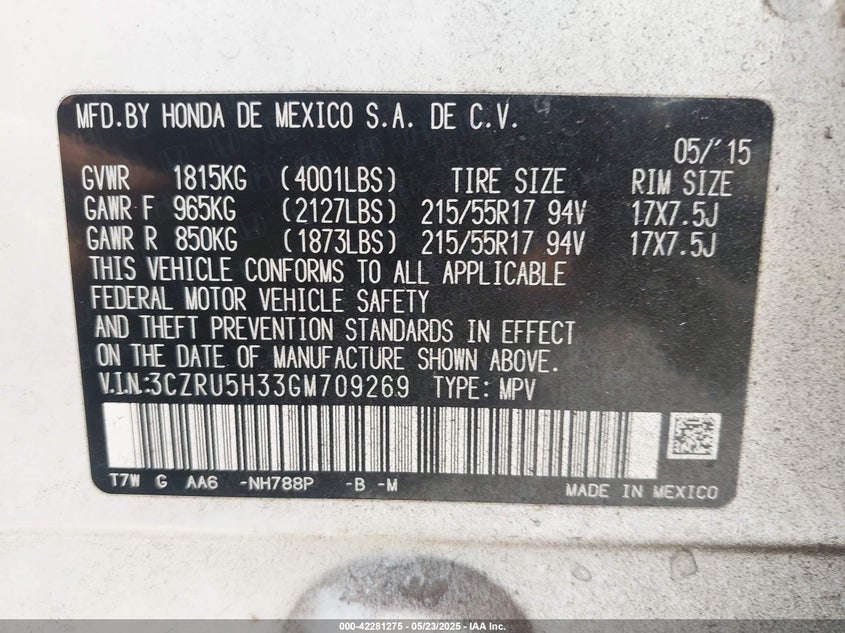 MFD.BY HONDA DE MEXICO S.A. DE C.V.
05/'15
GVWR 1815KG (4001LBS) TIRE SIZE RIM SIZE
GAWR F 965KG (2127LBS) 215/55R17 94V 17X7.5J
GAWR R 850KG (1873LBS) 215/55R17 94V 17X7.5J
THIS VEHICLE CONFORMS TO ALL APPLICABLE
FEDERAL MOTOR VEHICLE SAFETY
AND THEFT PREVENTION STANDARDS IN EFFECT
ON THE DATE OF MANUFACTURE SHOWN ABOVE.
V.I.N.:3CZRU5H33GM709269 TYPE: MPV
T7W G AA6 -NH788P -B -M
MADE IN MEXICO
000-42281275 - 05/23/2025 - IAA Inc.